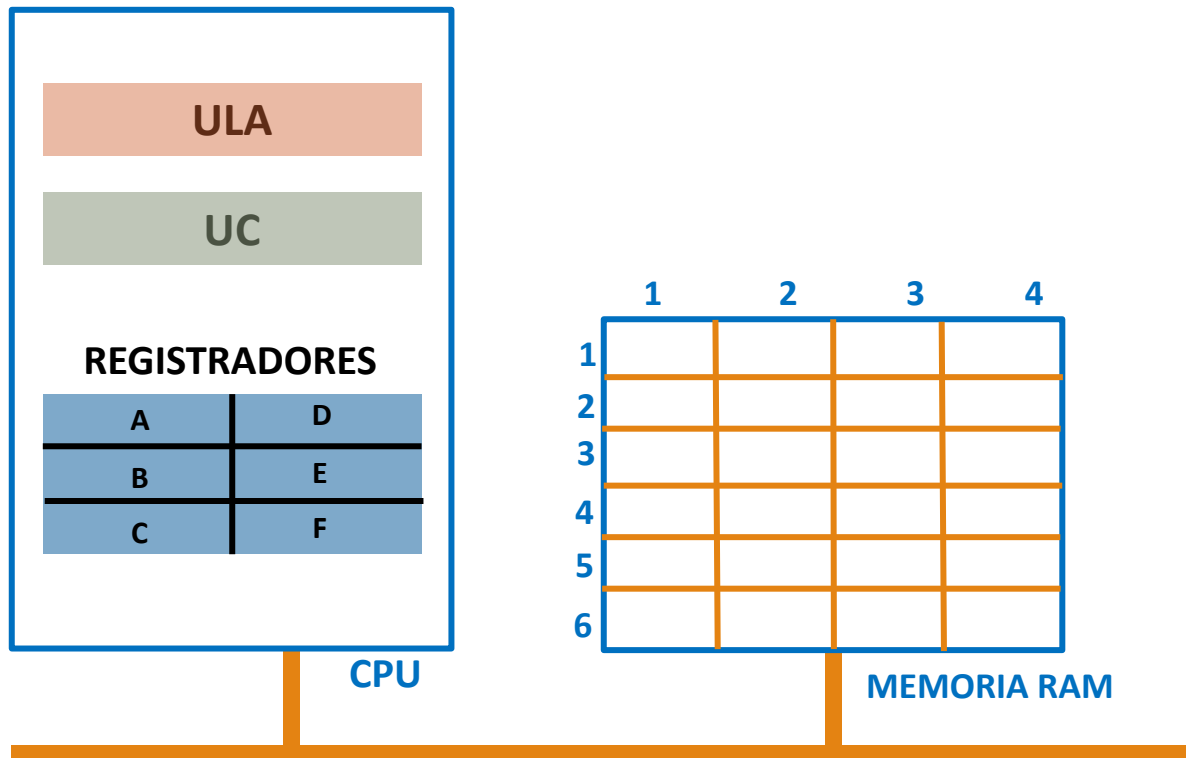 ULA
UC
REGISTRADORES
A D
B E
C F
CPU
1 2 3 4
1
2
3
4
5
6
MEMORIA RAM